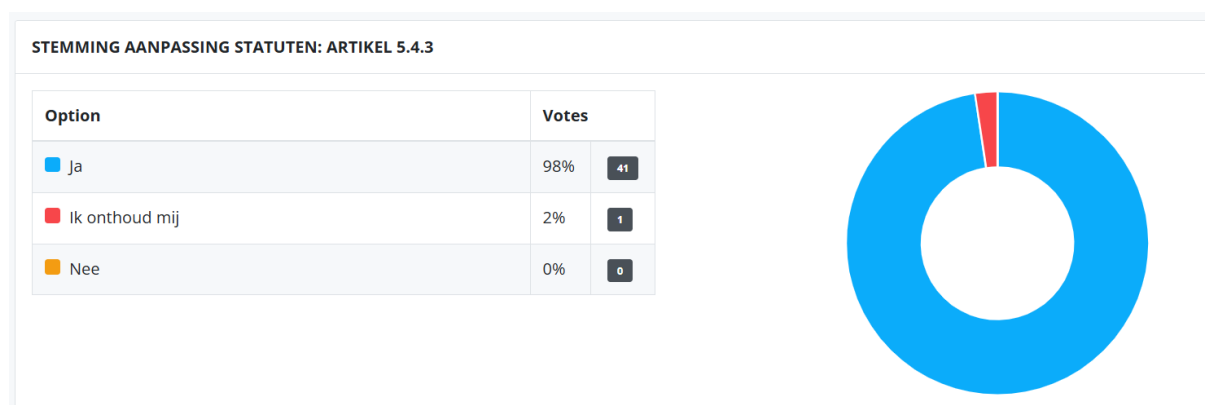 STEMMING AANPASSING STATUTEN: ARTIKEL 5.4.3
Option Votes
Ja 98% 41
Ik onthoud mij 2% 1
Nee 0% 0